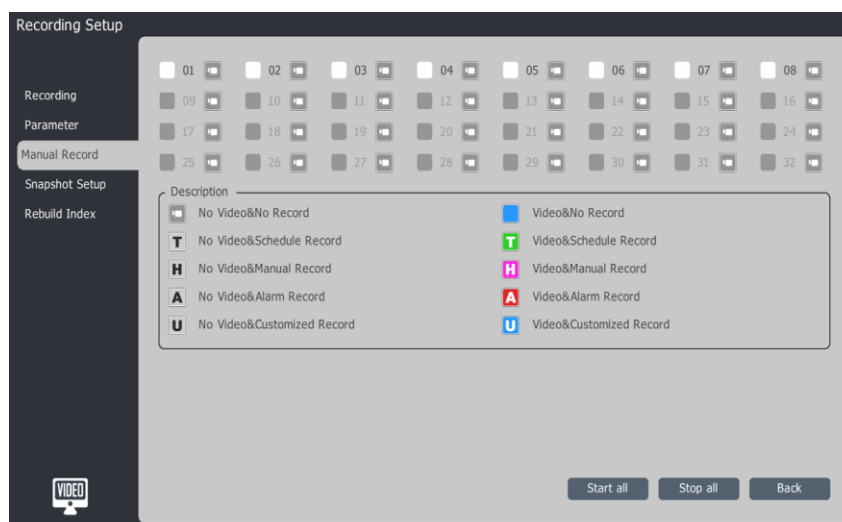 Recording Setup
01 02 03 04 05 06 07 08
Recording
09 10 11 12 13 14 15 16
Parameter
17 18 19 20 21 22 23 24
Manual Record
25 26 27 28 29 30 31 32
Snapshot Setup
Description
Rebuild Index
No Video&No Record Video&No Record
T No Video&Schedule Record T Video&Schedule Record
H No Video&Manual Record H Video&Manual Record
A No Video&Alarm Record A Video&Alarm Record
U No Video&Customized Record U Video&Customized Record
VIDEO
Start all Stop all Back